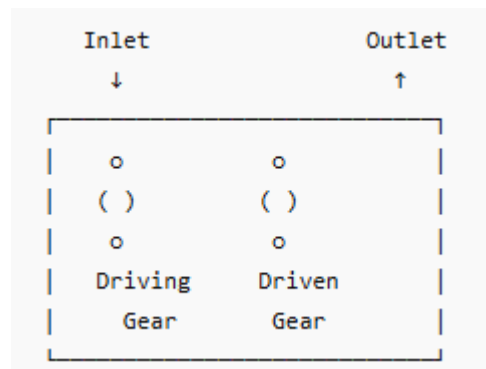 Inlet Outlet
↓ ↑
o o
( ) ( )
o o
Driving Driven
Gear Gear